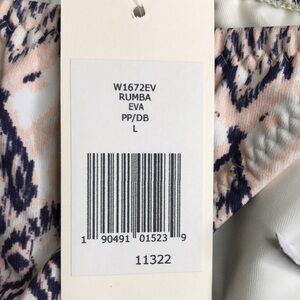 W1672EV
RUMBA
EVA
PP/DB
L
1 90491 01523 9
11322